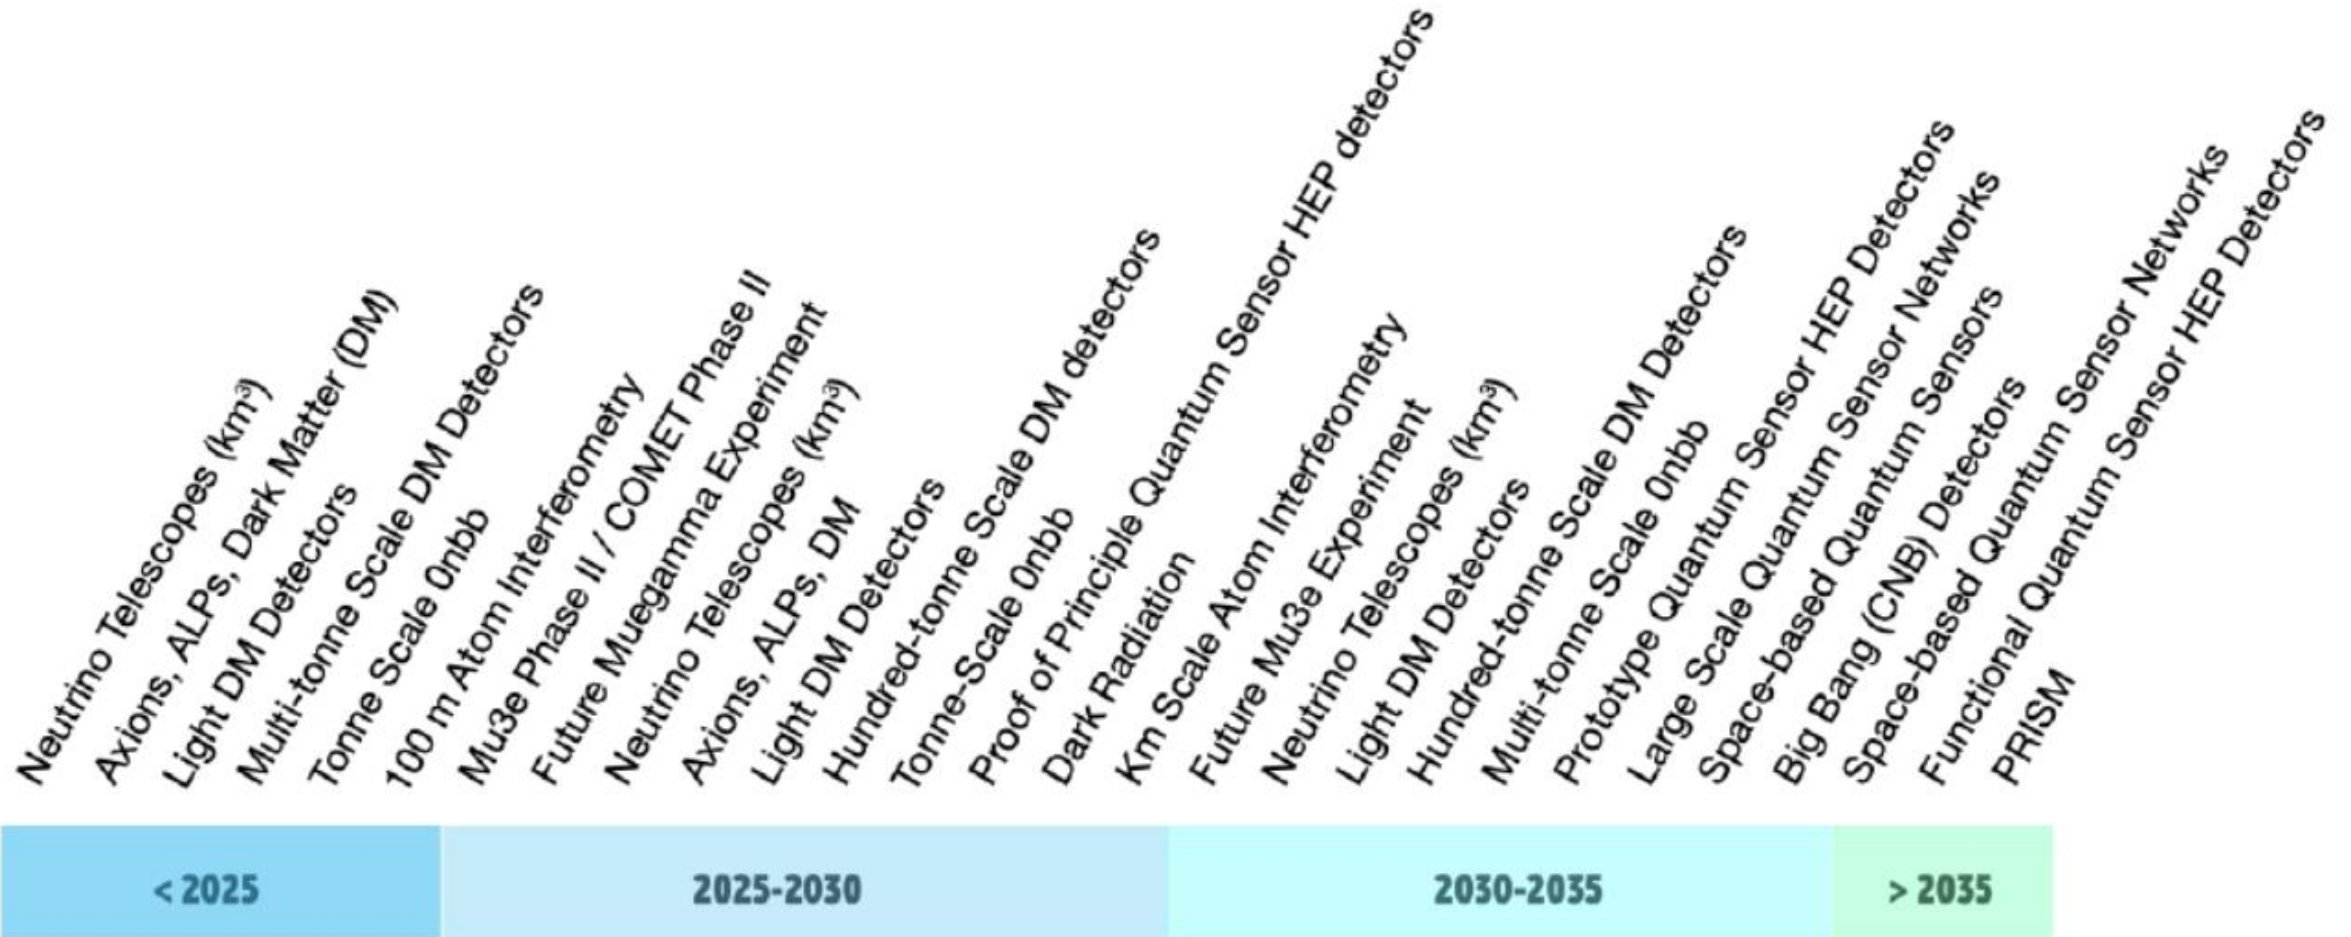 Neutrino Telescopes (km³)
Axions, ALPs, Dark Matter (DM)
Light DM Detectors
Multi-tonne Scale DM Detectors
Tonne Scale 0nbb
100 m Atom Interferometry
Mu3e Phase II / COMET Phase II
Future Muegamma Experiment
Neutrino Telescopes (km³)
Axions, ALPs, DM
Light DM Detectors
Hundred-tonne Scale DM detectors
Tonne-Scale 0nbb
Proof of Principle Quantum Sensor HEP detectors
Dark Radiation
Km Scale Atom Interferometry
Future Mu3e Experiment
Neutrino Telescopes (km³)
Light DM Detectors
Hundred-tonne Scale DM Detectors
Multi-tonne Scale 0nbb
Prototype Quantum Sensor HEP Detectors
Large Scale Quantum Sensor Networks
Space-based Quantum Sensors
Big Bang (CNB) Detectors
Space-based Quantum Sensor Networks
Functional Quantum Sensor HEP Detectors
PRISM
< 2025
2025-2030
2030-2035
> 2035